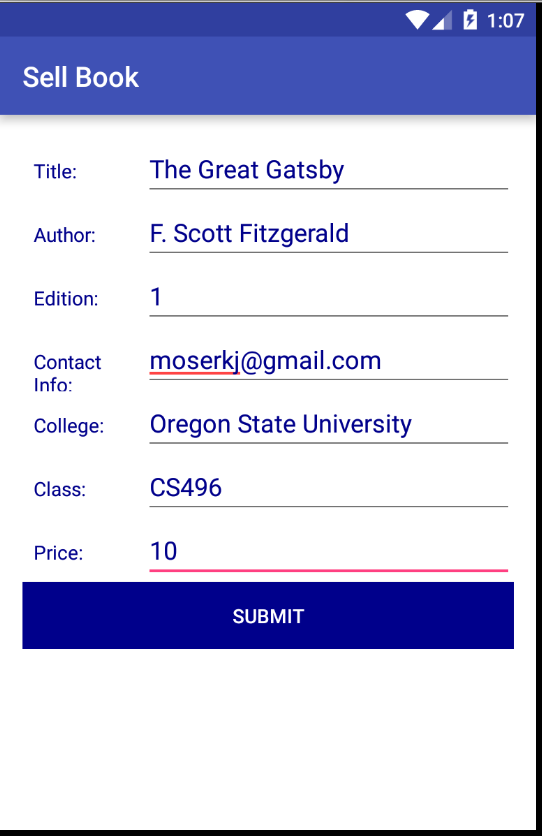 1:07
Sell Book
Title: The Great Gatsby
Author: F. Scott Fitzgerald
Edition: 1
Contact moserkj@gmail.com
Info:
College: Oregon State University
Class: CS496
Price: 10
SUBMIT